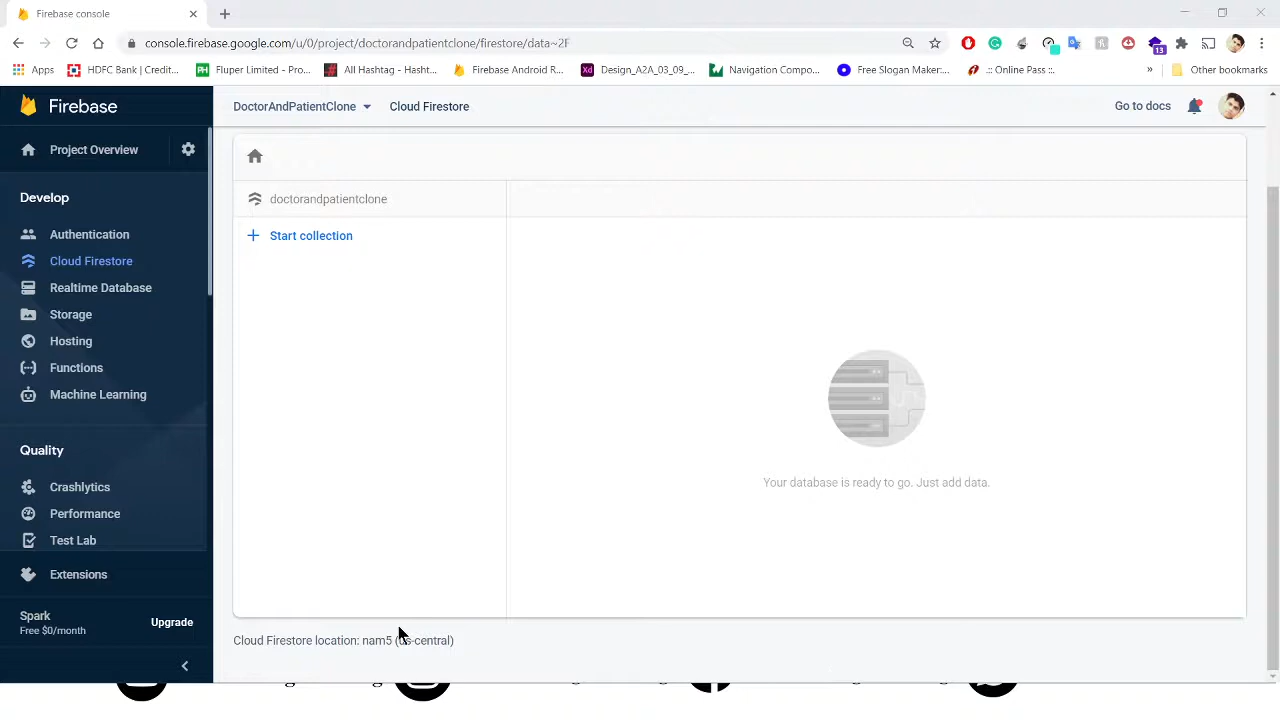 Firebase console
console.firebase.google.com/u/0/project/doctorandpatientclone/firestore/data~2F
13
Apps
HDFC Bank | Credit...
Fluper Limited - Pro...
All Hashtag - Hasht...
Firebase Android R...
Design_A2A_03_09_...
Navigation Compo...
Free Slogan Maker:...
.:: Online Pass ::.
»
Other bookmarks
Firebase
DoctorAndPatientClone
Cloud Firestore
Go to docs
Project Overview
Develop
doctorandpatientclone
Authentication
Start collection
Cloud Firestore
Realtime Database
Storage
Hosting
Functions
Machine Learning
Quality
Crashlytics
Your database is ready to go. Just add data.
Performance
Test Lab
Extensions
Spark
Free $0/month
Upgrade
Cloud Firestore location: nam5 (us-central)